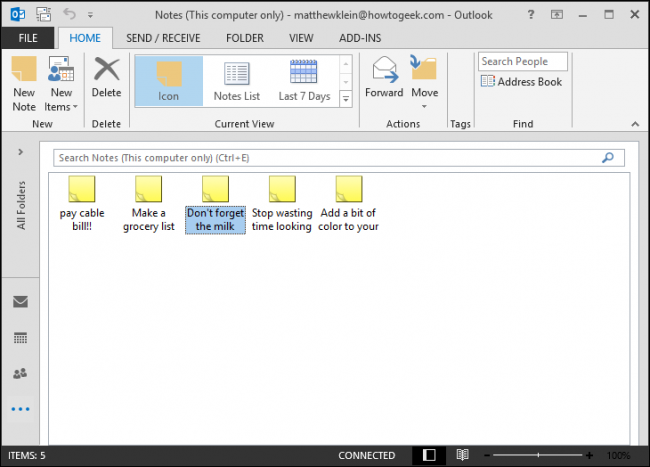 Notes (This computer only) - matthewklein@howtogeek.com - Outlook
FILE HOME SEND / RECEIVE FOLDER VIEW ADD-INS
New Note
New Items
Delete
Icon
Notes List
Last 7 Days
Forward
Move
Search People
Address Book
New Delete Current View Actions Tags Find
All Folders
Search Notes (This computer only) (Ctrl+E)
pay cable
bill!!
Make a
grocery list
Don't forget
the milk
Stop wasting
time looking
Add a bit of
color to your
ITEMS: 5 CONNECTED 100%